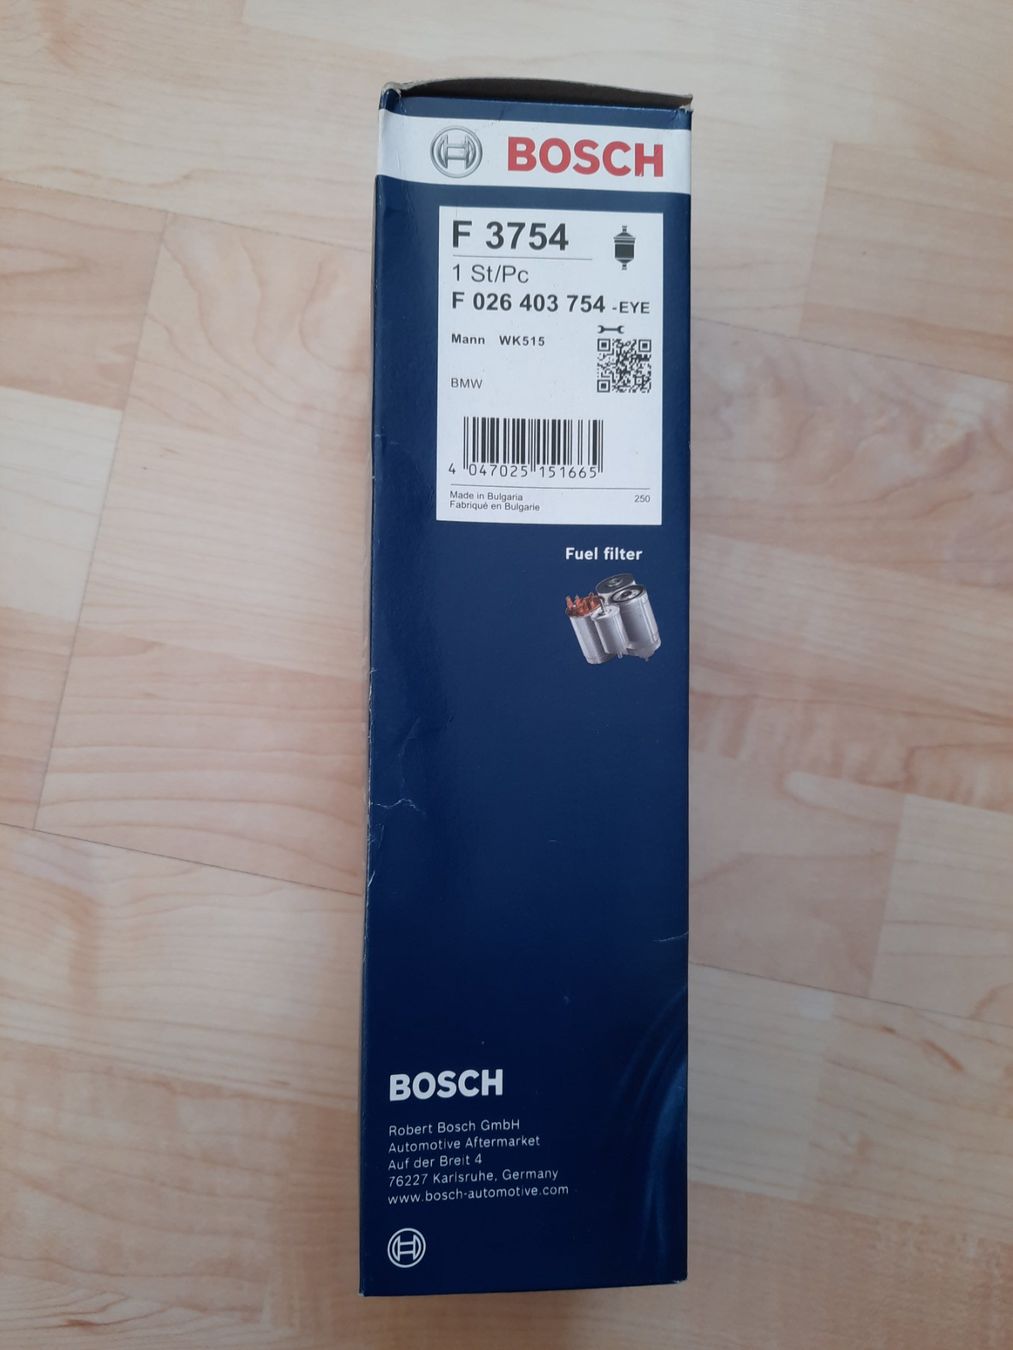 BOSCH
F 3754
1 St/Pc
F 026 403 754 -EYE
Mann WK515
BMW
4 047025 151665
Made in Bulgaria 250
Fabriqué en Bulgarie
Fuel filter
BOSCH
Robert Bosch GmbH
Automotive Aftermarket
Auf der Breit 4
76227 Karlsruhe, Germany
www.bosch-automotive.com